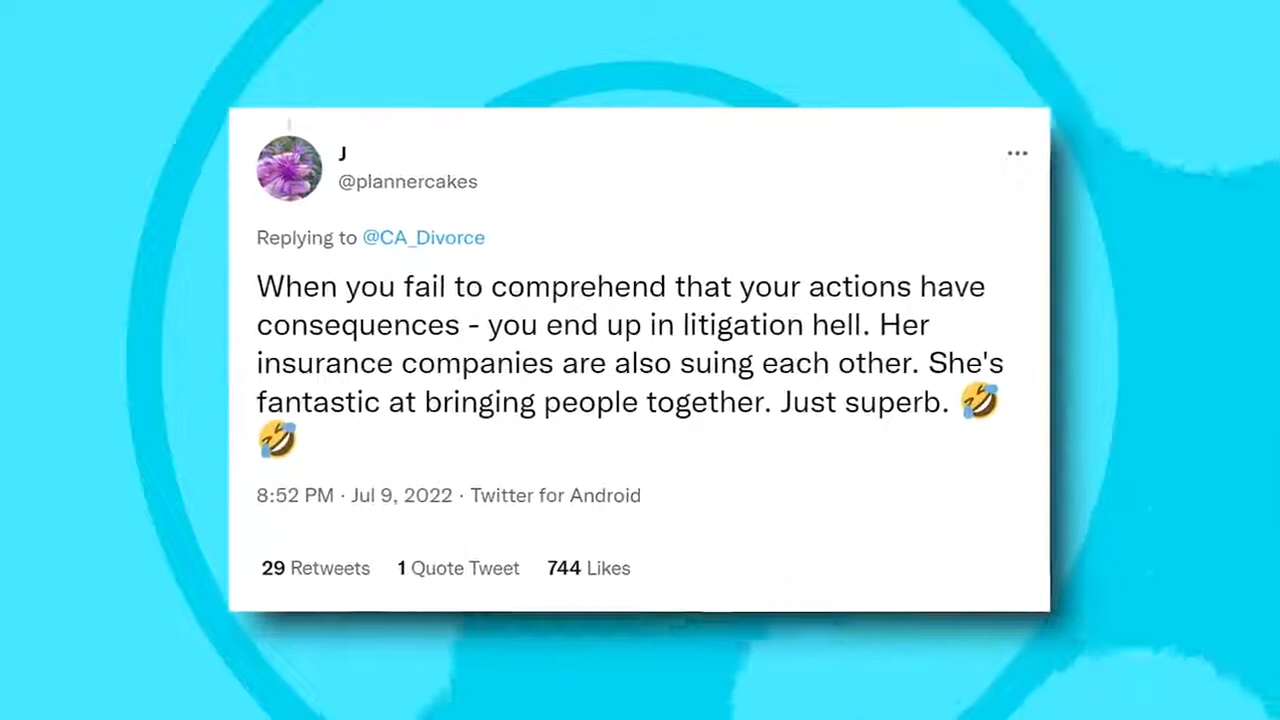 J
@plannercakes
Replying to @CA_Divorce
When you fail to comprehend that your actions have
consequences - you end up in litigation hell. Her
insurance companies are also suing each other. She's
fantastic at bringing people together. Just superb. 🤣
🤣
8:52 PM · Jul 9, 2022 · Twitter for Android
29 Retweets 1 Quote Tweet 744 Likes